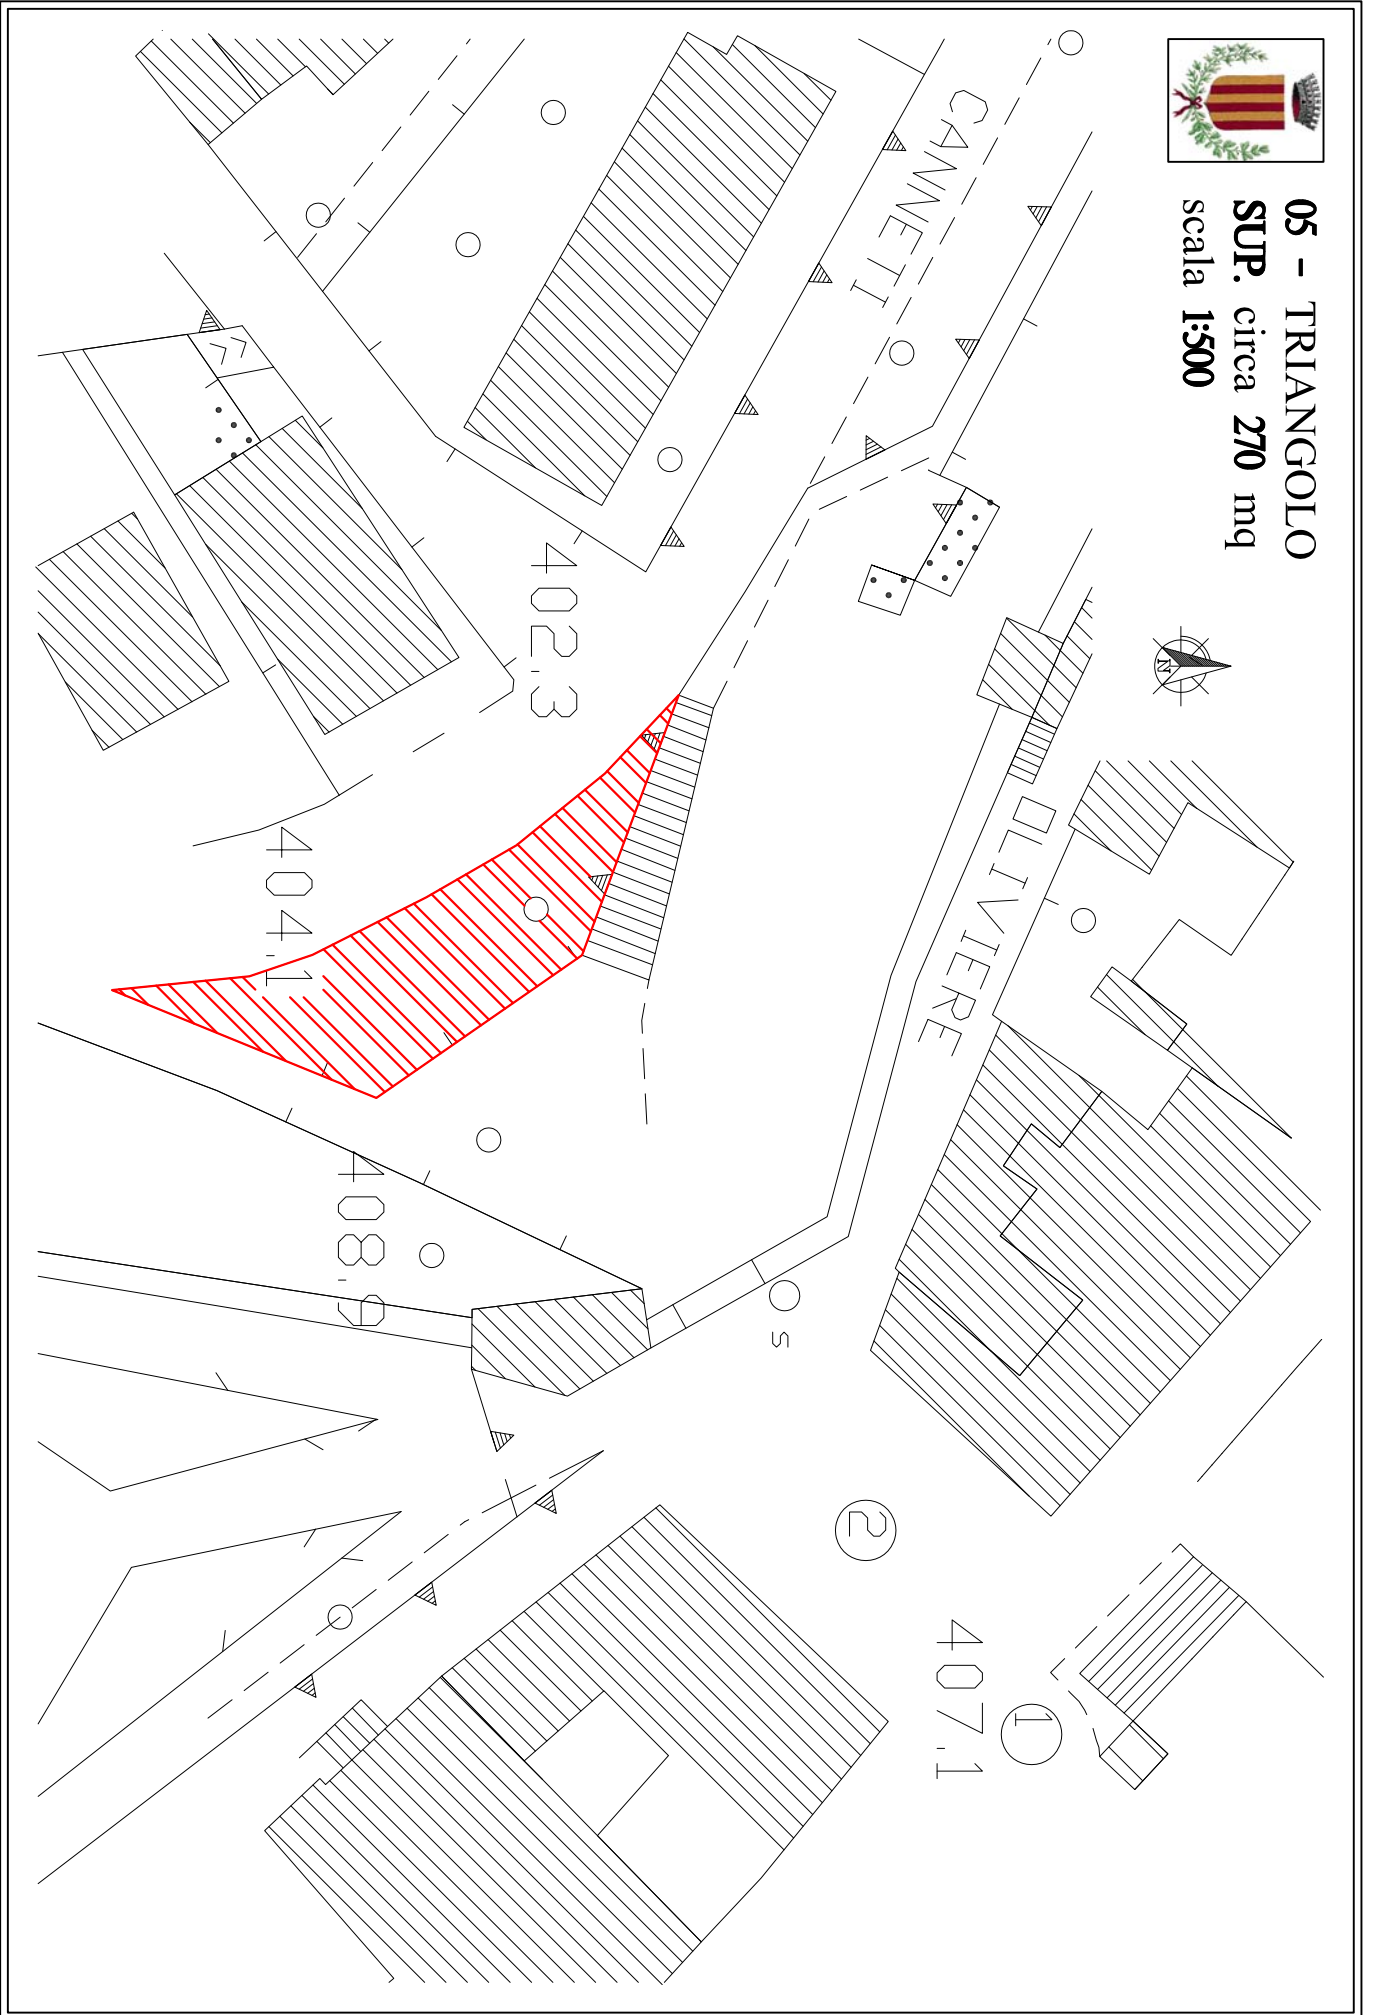 05 - TRIANGOLO
SUP. circa 270 mq
scala 1:500
N
CANNETI
OLIVIERE
402.3
404.1
408.9
s
2
407.1
1